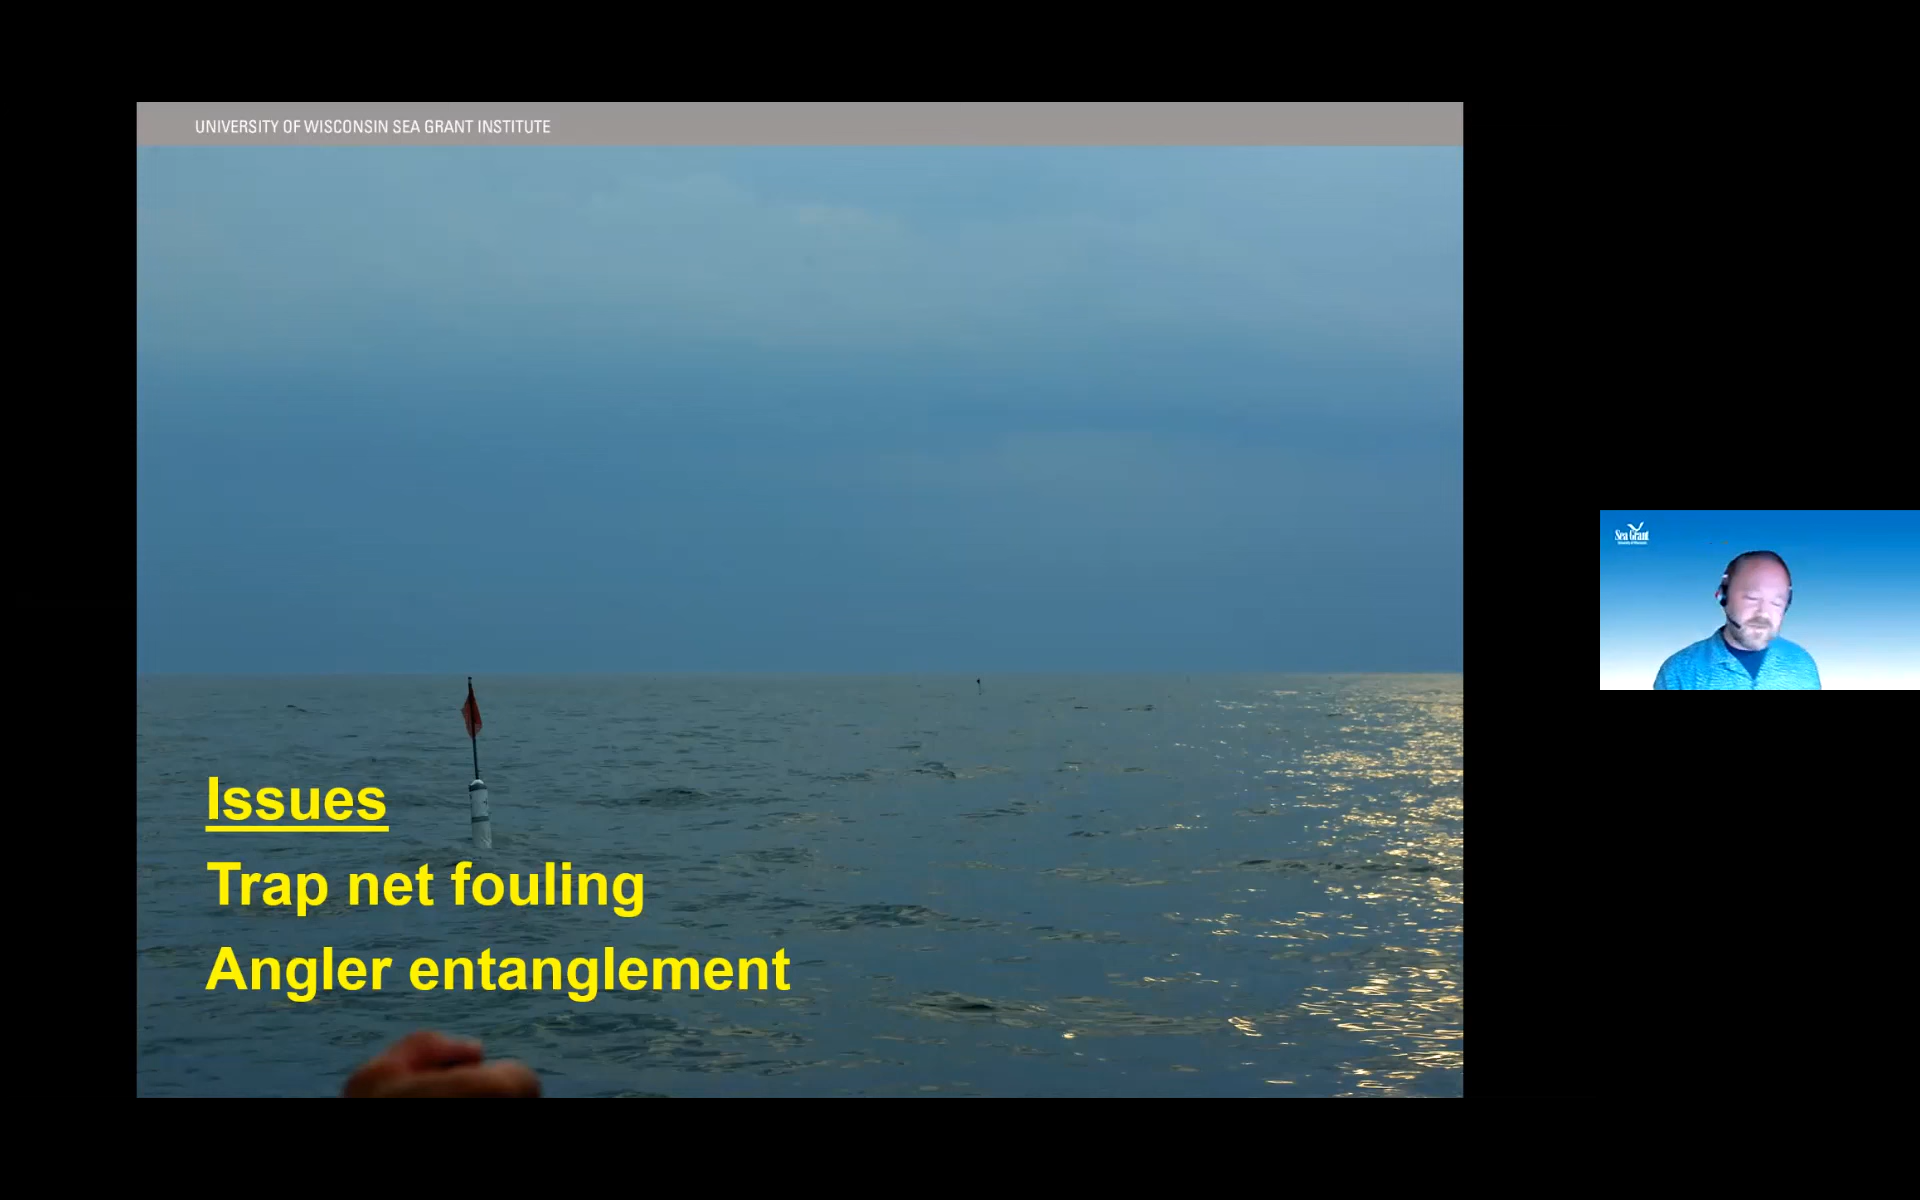 UNIVERSITY OF WISCONSIN SEA GRANT INSTITUTE
Issues
Trap net fouling
Angler entanglement
Sea Grant